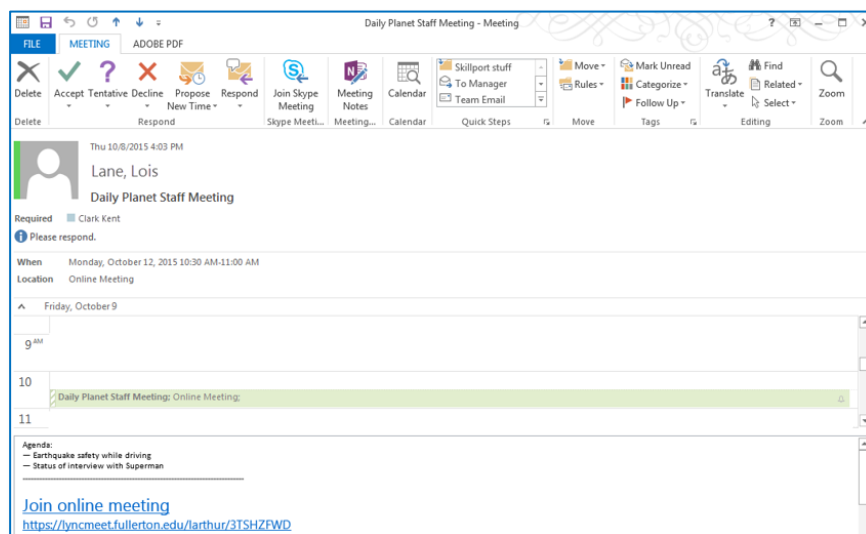 Daily Planet Staff Meeting - Meeting
FILE MEETING ADOBE PDF
Delete
Accept Tentative Decline Propose New Time Respond
Join Skype Meeting
Meeting Notes
Calendar
Skillport stuff
To Manager
Team Email
Move
Rules
Mark Unread
Categorize
Follow Up
Translate
Find
Related
Select
Zoom
Delete Respond Skype Meeti... Meeting... Calendar Quick Steps Move Tags Editing Zoom
Thu 10/8/2015 4:03 PM
Lane, Lois
Daily Planet Staff Meeting
Required Clark Kent
Please respond.
When Monday, October 12, 2015 10:30 AM-11:00 AM
Location Online Meeting
Friday, October 9
9 AM
10
Daily Planet Staff Meeting; Online Meeting;
11
Agenda:
— Earthquake safety while driving
— Status of interview with Superman
Join online meeting
https://lyncmeet.fullerton.edu/larthur/3TSHZFWD